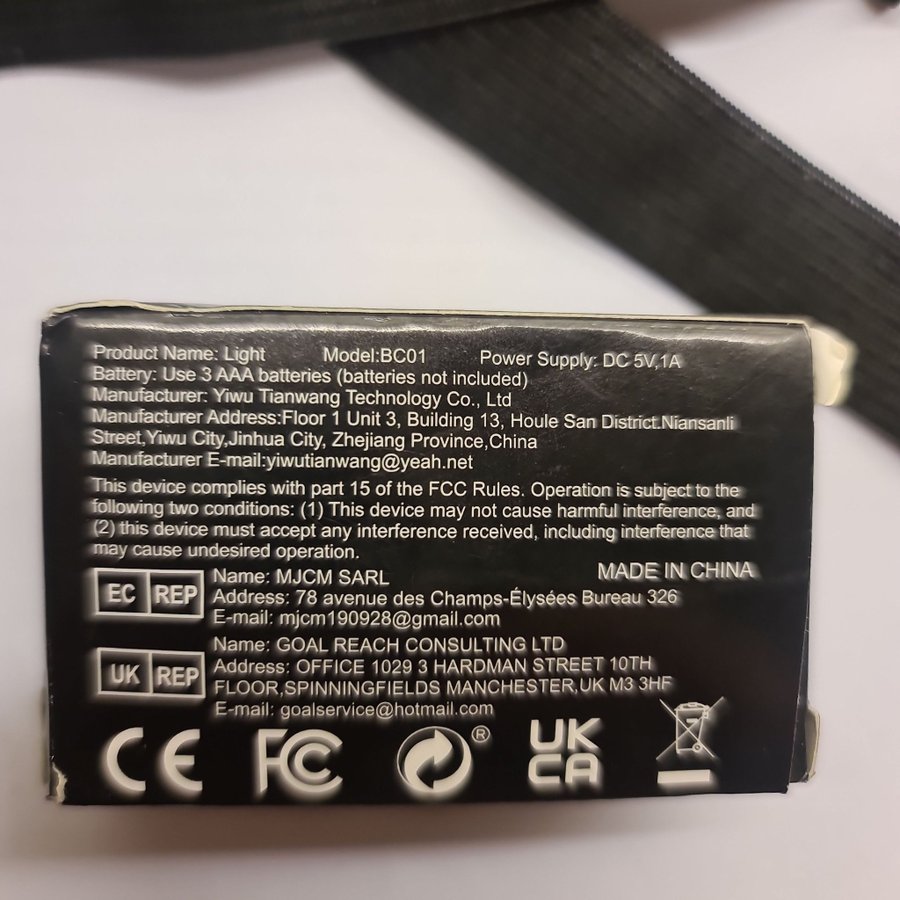 Product Name: Light Model:BC01 Power Supply: DC 5V,1A
Battery: Use 3 AAA batteries (batteries not included)
Manufacturer: Yiwu Tianwang Technology Co., Ltd
Manufacturer Address:Floor 1 Unit 3, Building 13, Houle San District.Niansanli
Street,Yiwu City,Jinhua City, Zhejiang Province,China
Manufacturer E-mail:yiwutianwang@yeah.net
This device complies with part 15 of the FCC Rules. Operation is subject to the
following two conditions: (1) This device may not cause harmful interference, and
(2) this device must accept any interference received, including interference that
may cause undesired operation.
MADE IN CHINA
EC REP
Name: MJCM SARL
Address: 78 avenue des Champs-Élysées Bureau 326
E-mail: mjcm190928@gmail.com
UK REP
Name: GOAL REACH CONSULTING LTD
Address: OFFICE 1029 3 HARDMAN STREET 10TH
FLOOR,SPINNINGFIELDS MANCHESTER,UK M3 3HF
E-mail: goalservice@hotmail.com
CE FC ® UK
CA